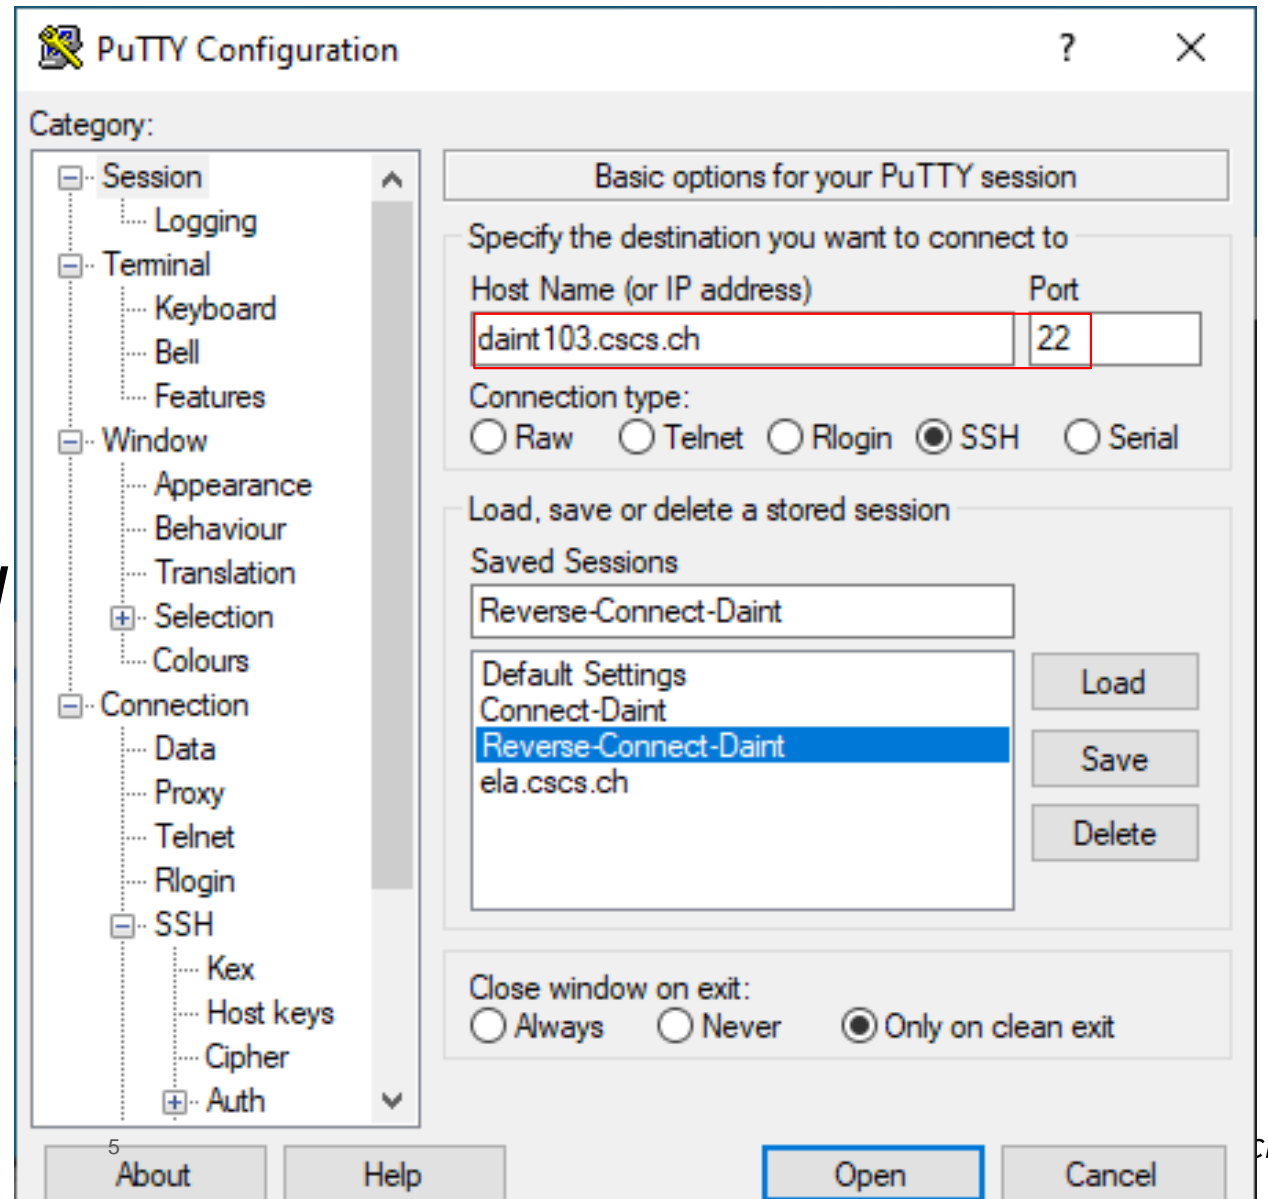 PuTTY Configuration
?
Category:
Session
Logging
Terminal
Keyboard
Bell
Features
Window
Appearance
Behaviour
Translation
Selection
Colours
Connection
Data
Proxy
Telnet
Rlogin
SSH
Kex
Host keys
Cipher
Auth
Basic options for your PuTTY session
Specify the destination you want to connect to
Host Name (or IP address) Port
daint103.cscs.ch 22
Connection type:
Raw Telnet Rlogin SSH Serial
Load, save or delete a stored session
Saved Sessions
Reverse-Connect-Daint
Default Settings
Connect-Daint
Reverse-Connect-Daint
ela.cscs.ch
Load
Save
Delete
Close window on exit:
Always Never Only on clean exit
5
About Help Open Cancel